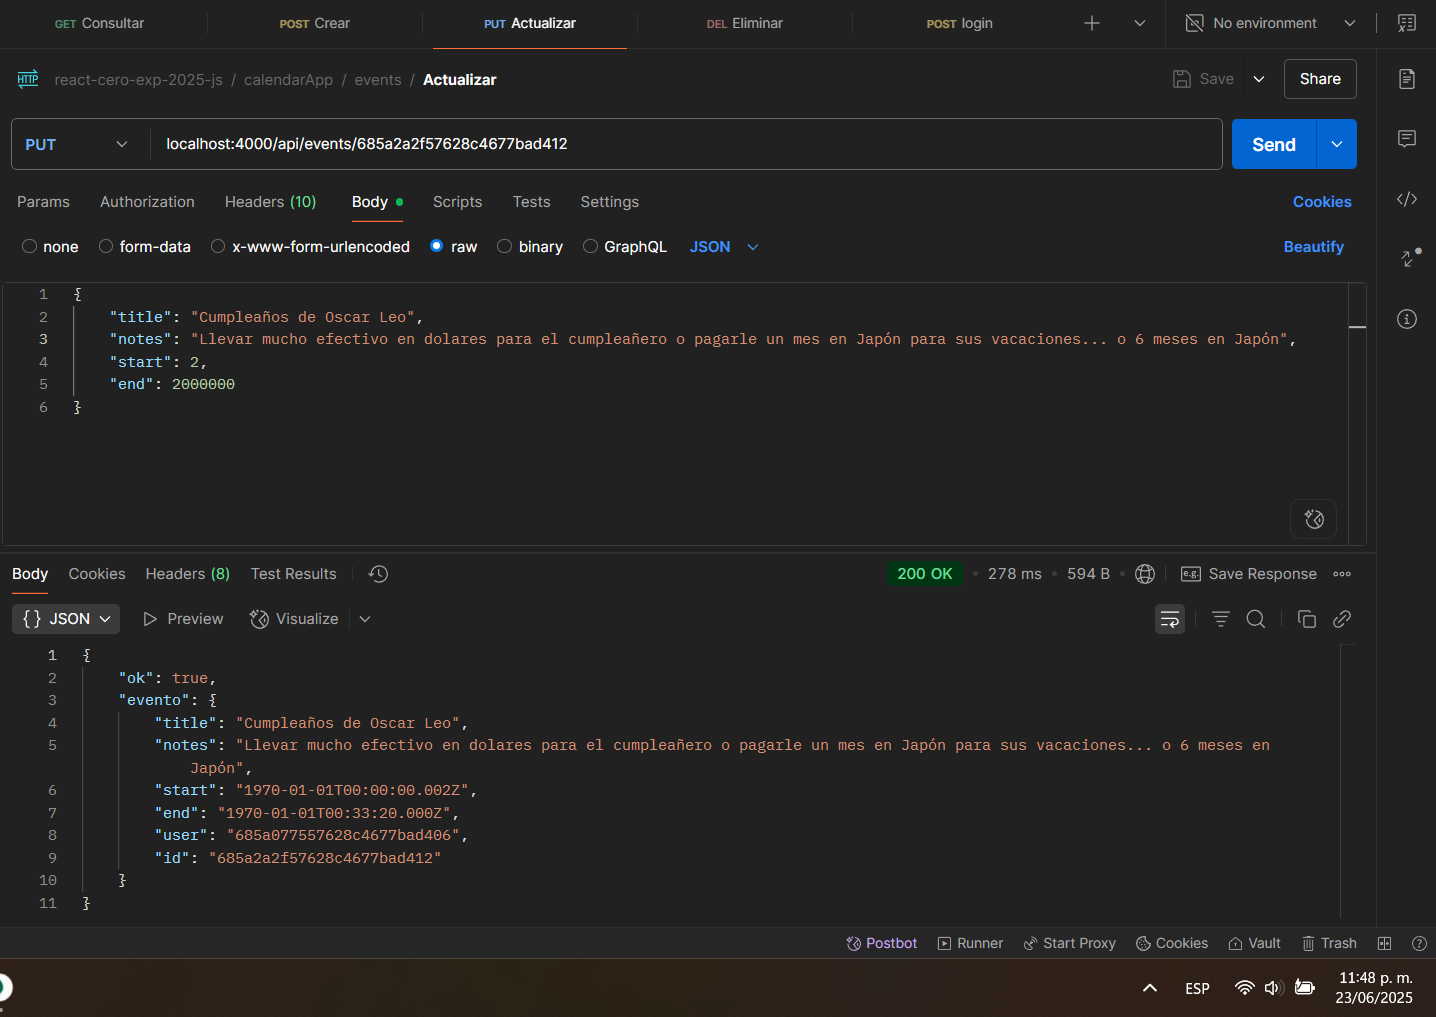 GET Consultar POST Crear PUT Actualizar DEL Eliminar POST login No environment
HTTP react-cero-exp-2025-js / calendarApp / events / Actualizar Save Share
PUT localhost:4000/api/events/685a2a2f57628c4677bad412 Send
Params Authorization Headers (10) Body Scripts Tests Settings Cookies
none form-data x-www-form-urlencoded raw binary GraphQL JSON Beautify
1 {
2 "title": "Cumpleaños de Oscar Leo",
3 "notes": "Llevar mucho efectivo en dolares para el cumpleañero o pagarle un mes en Japón para sus vacaciones... o 6 meses en Japón",
4 "start": 2,
5 "end": 2000000
6 }
Body Cookies Headers (8) Test Results 200 OK 278 ms 594 B e.g. Save Response
{} JSON Preview Visualize
1 {
2 "ok": true,
3 "evento": {
4 "title": "Cumpleaños de Oscar Leo",
5 "notes": "Llevar mucho efectivo en dolares para el cumpleañero o pagarle un mes en Japón para sus vacaciones... o 6 meses en
Japón",
6 "start": "1970-01-01T00:00:00.002Z",
7 "end": "1970-01-01T00:33:20.000Z",
8 "user": "685a077557628c4677bad406",
9 "id": "685a2a2f57628c4677bad412"
10 }
11 }
Postbot Runner Start Proxy Cookies Vault Trash
ESP 11:48 p. m.
23/06/2025